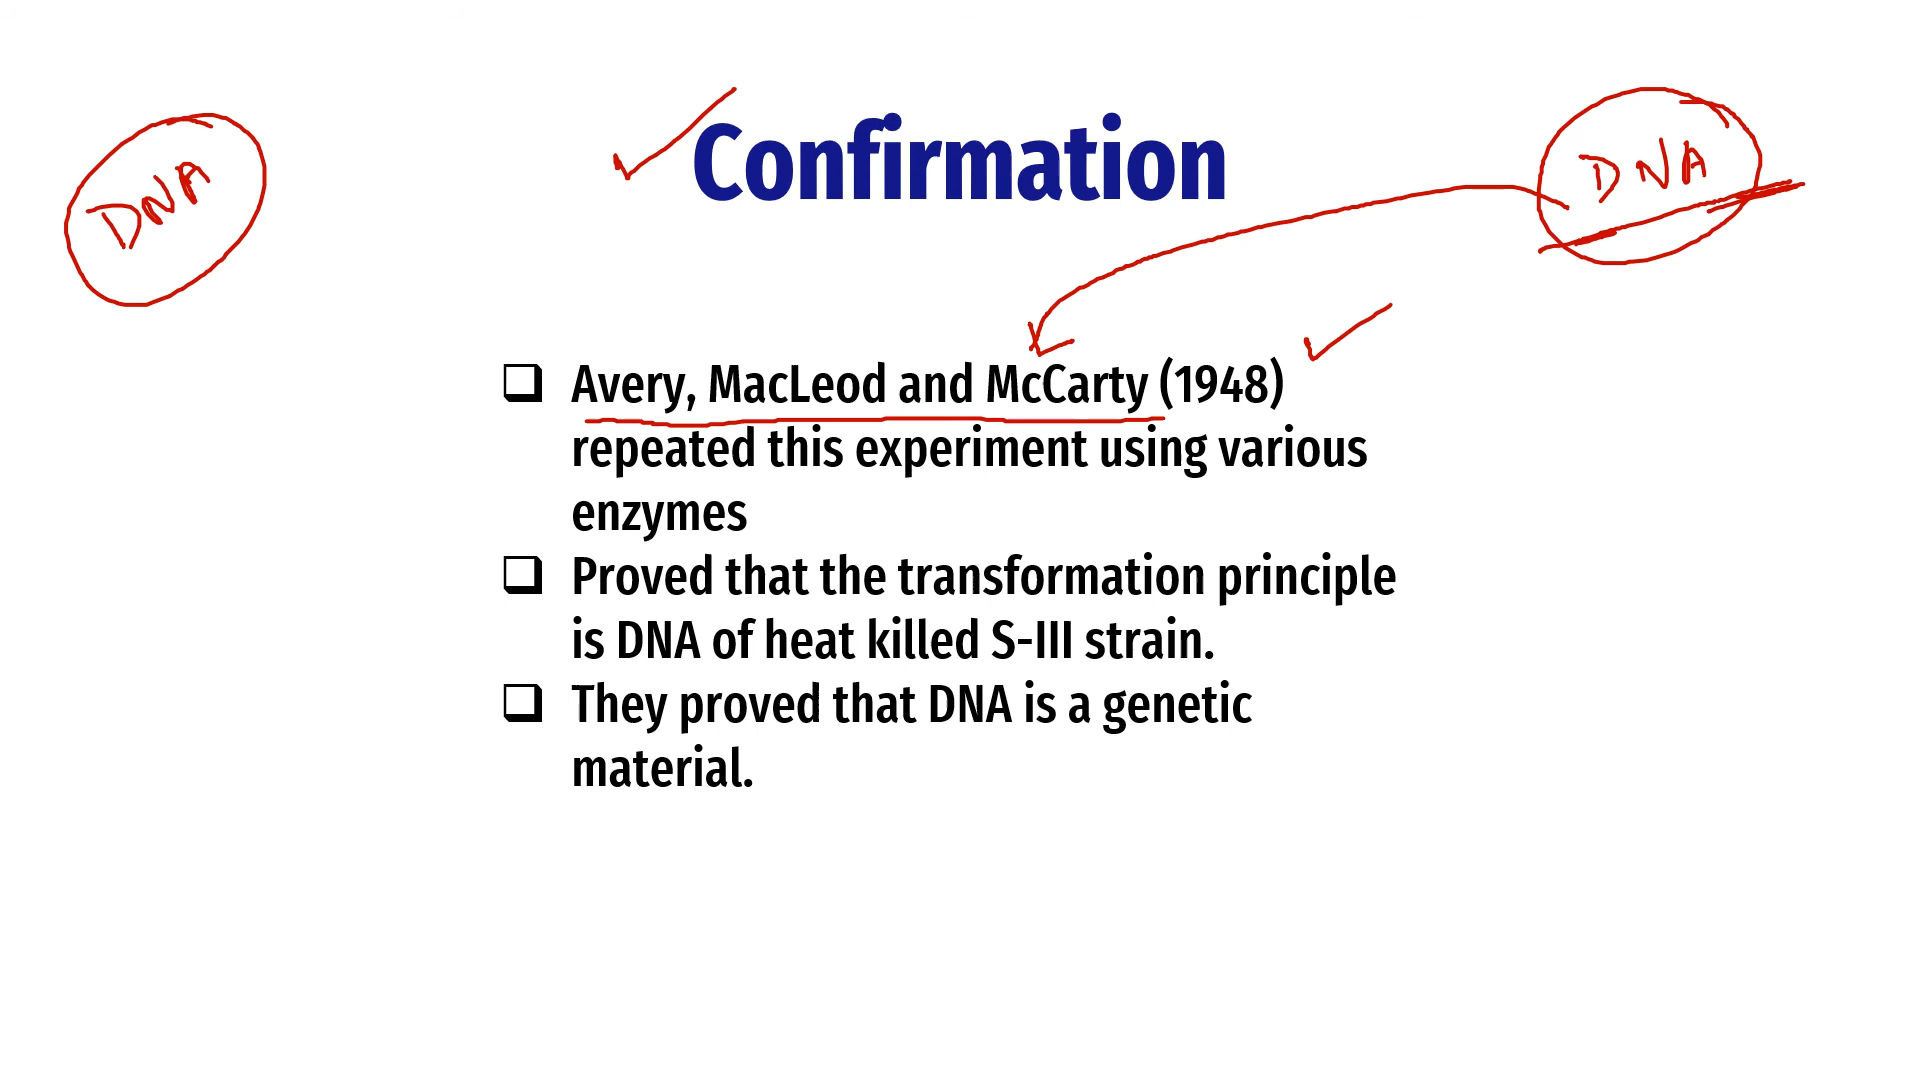 DNA
Confirmation
DNA
❑ Avery, MacLeod and McCarty (1948)
repeated this experiment using various
enzymes
❑ Proved that the transformation principle
is DNA of heat killed S-III strain.
❑ They proved that DNA is a genetic
material.